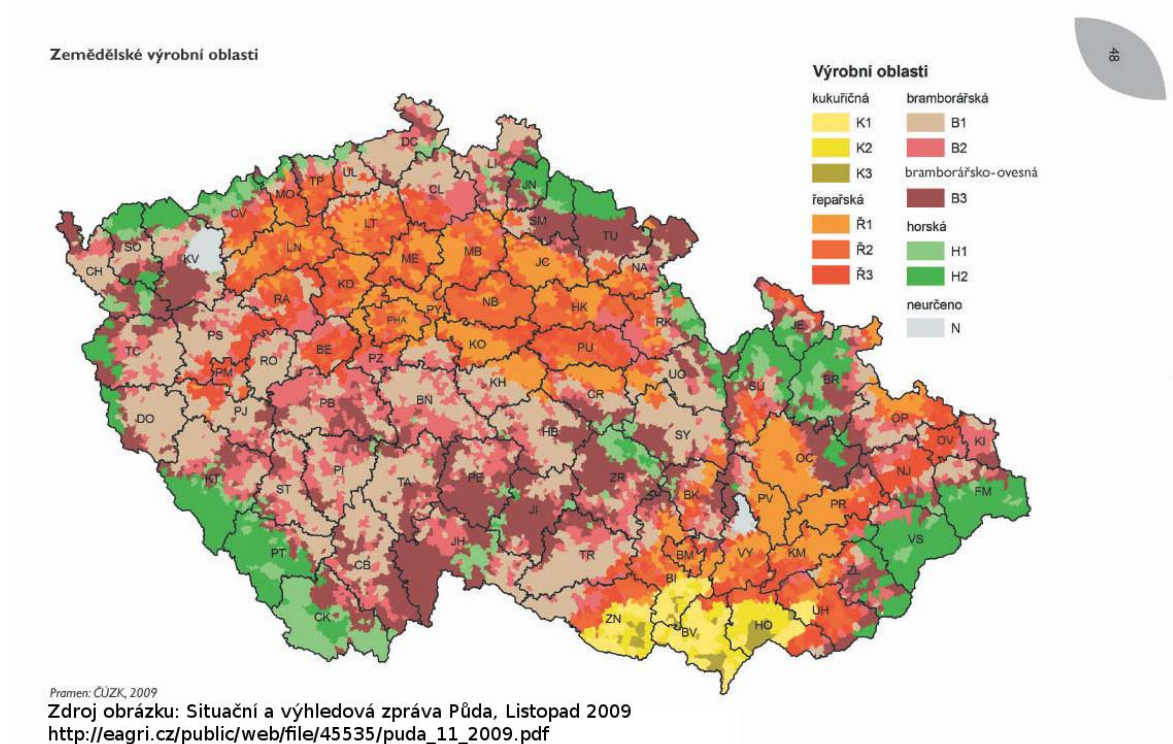 Zemědělské výrobní oblasti
48
Výrobní oblasti
kukuřičná
K1
K2
K3
řepařská
Ř1
Ř2
Ř3
bramborářská
B1
B2
bramborářsko-ovesná
B3
horská
H1
H2
neurčeno
N
DC
LI
UL
TP
MO
CL
JN
CV
LT
SM
TU
SO
KV
LN
ME
MB
JC
NA
CH
RA
KD
NB
HK
RK
PHA
PY
TC
PS
BE
PZ
KO
PU
JE
RO
PM
KH
CR
UO
SU
BR
DO
PJ
PB
BN
HB
SY
OP
OV
KI
KT
ST
PI
TA
PE
ZR
OC
NJ
JI
BK
PV
PR
FM
PT
CB
JH
TR
BM
VY
KM
VS
BI
ZL
CK
ZN
BV
HO
UH
Pramen: ČÚZK, 2009
Zdroj obrázku: Situační a výhledová zpráva Půda, Listopad 2009
http://eagri.cz/public/web/file/45535/puda_11_2009.pdf